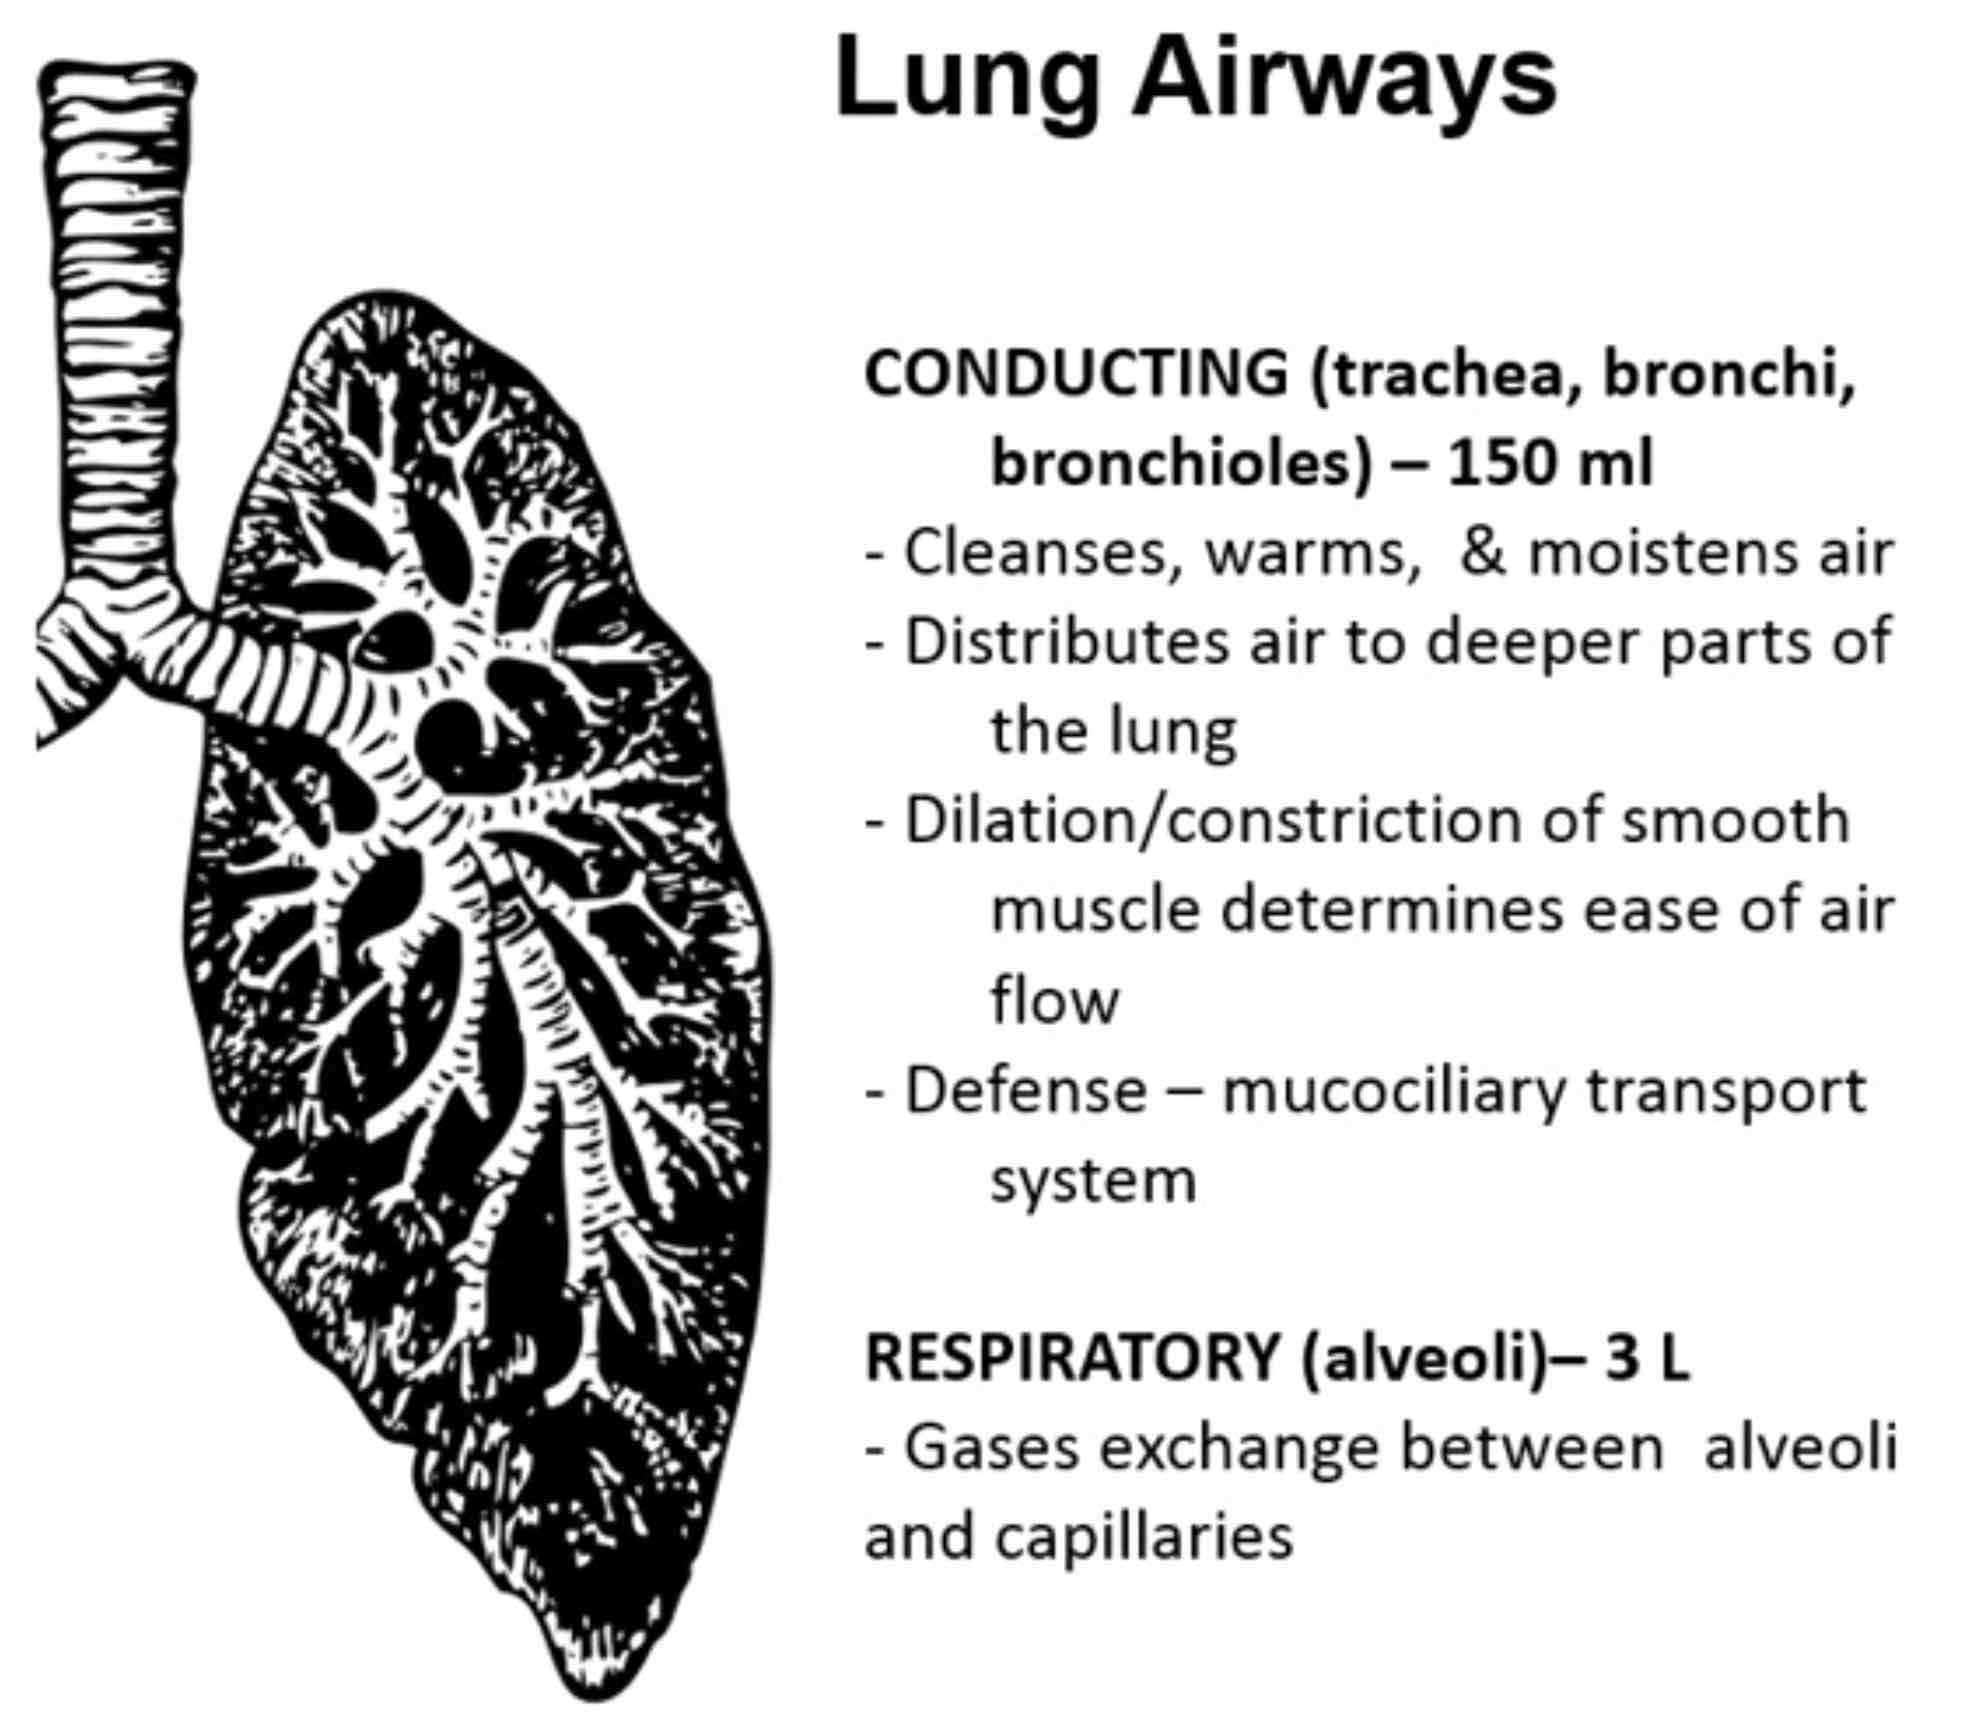 Lung Airways
CONDUCTING (trachea, bronchi,
bronchioles) – 150 ml
- Cleanses, warms, & moistens air
- Distributes air to deeper parts of
the lung
- Dilation/constriction of smooth
muscle determines ease of air
flow
- Defense – mucociliary transport
system
RESPIRATORY (alveoli)– 3 L
- Gases exchange between alveoli
and capillaries